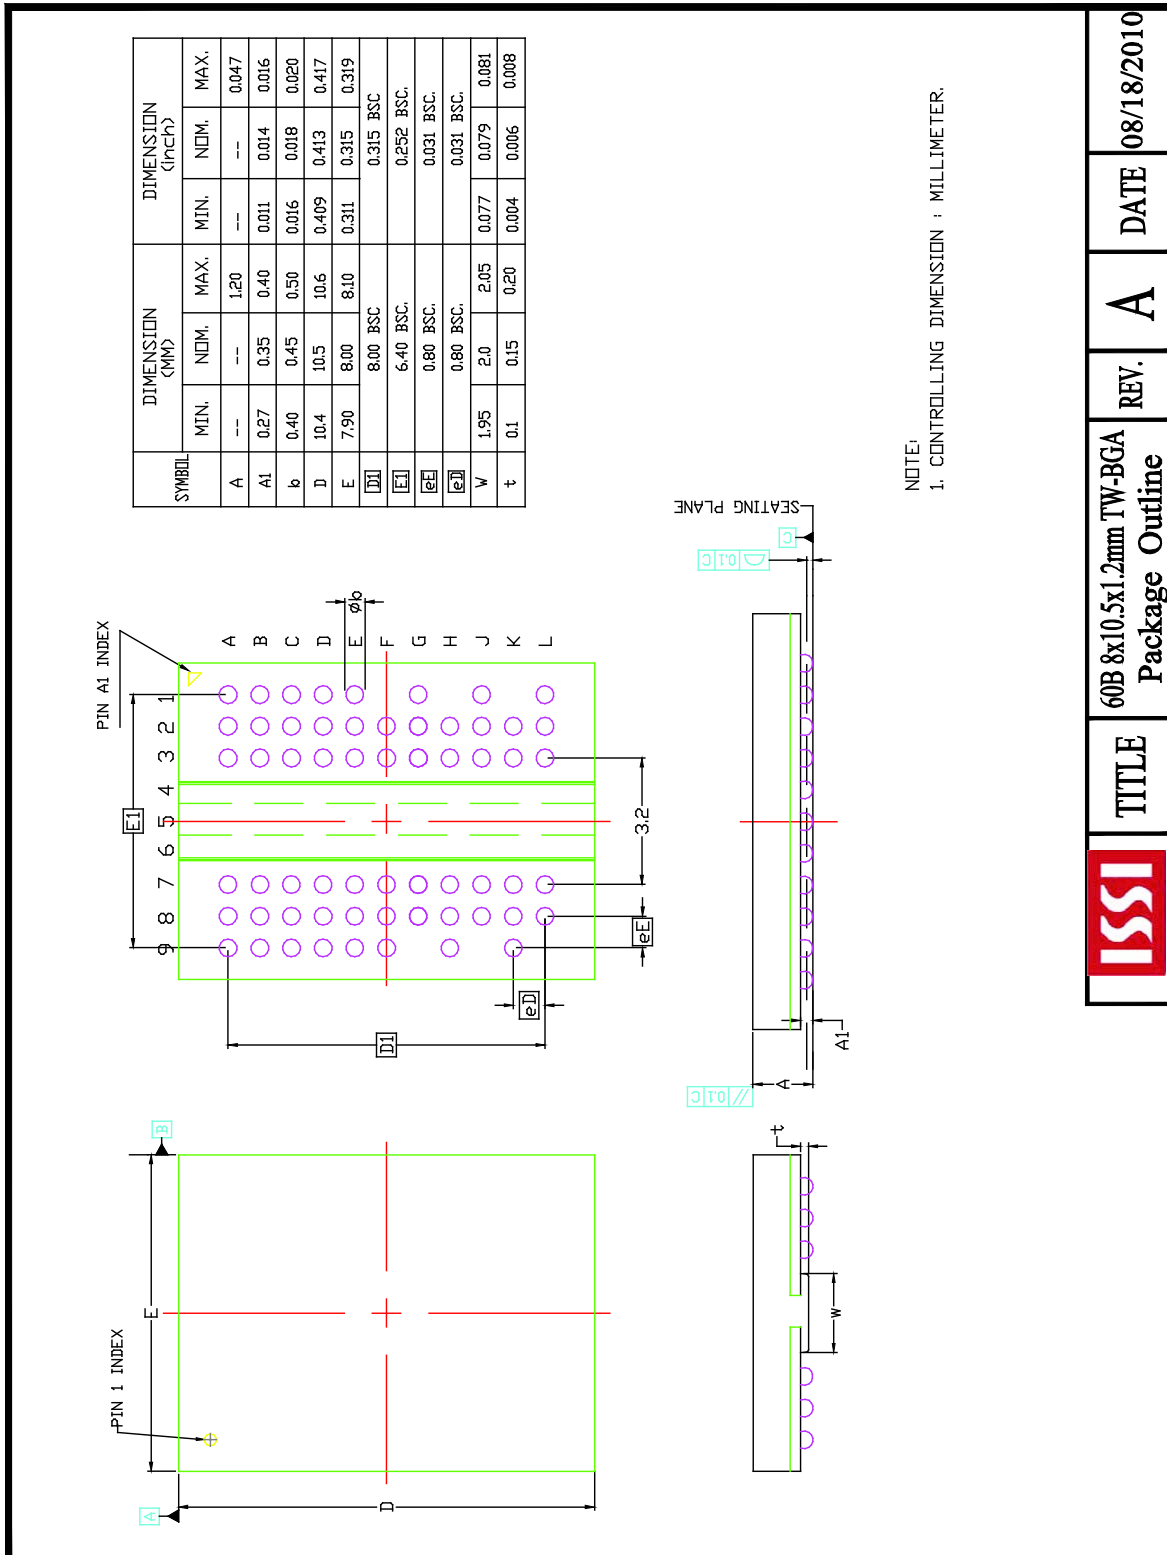 SYMBOL DIMENSION (MM) DIMENSION (inch)
MIN. NOM. MAX. MIN. NOM. MAX.
A -- -- 1.20 -- -- 0.047
A1 0.27 0.35 0.40 0.011 0.014 0.016
b 0.40 0.45 0.50 0.016 0.018 0.020
D 10.4 10.5 10.6 0.409 0.413 0.417
E 7.90 8.00 8.10 0.311 0.315 0.319
D1 8.00 BSC 0.315 BSC
E1 6.40 BSC. 0.252 BSC.
eE 0.80 BSC. 0.031 BSC.
eD 0.80 BSC. 0.031 BSC.
W 1.95 2.0 2.05 0.077 0.079 0.081
t 0.1 0.15 0.20 0.004 0.006 0.008
PIN 1 INDEX
E
D
A
B
PIN A1 INDEX
E1
9 8 7 6 5 4 3 2 1
A
B
C
D
E
F
G
H
J
K
L
øb
3.2
eE
eD
D1
t
W
// 0.1 C
A
A1
0.1 C
C
SEATING PLANE
NOTE:
1. CONTROLLING DIMENSION : MILLIMETER.
ISSI
TITLE
60B 8x10.5x1.2mm TW-BGA
Package Outline
REV.
A
DATE
08/18/2010